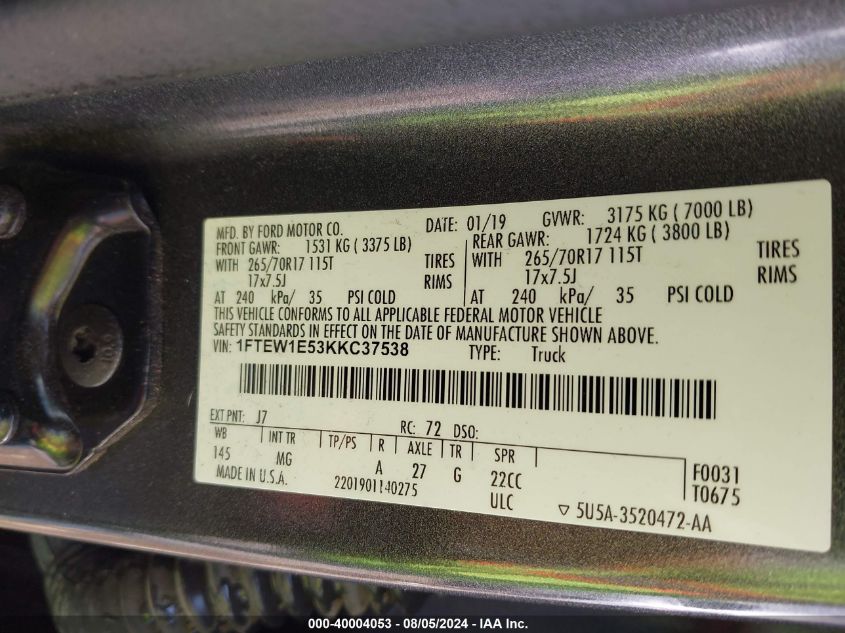 MFD. BY FORD MOTOR CO. DATE: 01/19 GVWR: 3175 KG ( 7000 LB)
FRONT GAWR: 1531 KG ( 3375 LB) REAR GAWR: 1724 KG ( 3800 LB)
WITH 265/70R17 115T TIRES WITH 265/70R17 115T TIRES
17x7.5J RIMS 17x7.5J RIMS
AT 240 kPa/ 35 PSI COLD AT 240 kPa/ 35 PSI COLD
THIS VEHICLE CONFORMS TO ALL APPLICABLE FEDERAL MOTOR VEHICLE
SAFETY STANDARDS IN EFFECT ON THE DATE OF MANUFACTURE SHOWN ABOVE.
VIN: 1FTEW1E53KKC37538 TYPE: Truck
EXT PNT: J7 RC: 72 DSO:
WB INT TR TP/PS R AXLE TR SPR
145 MG A 27 G 22CC F0031
MADE IN U.S.A. 2201901140275 ULC T0675
▽ 5U5A-3520472-AA
000-40004053 - 08/05/2024 - IAA Inc.